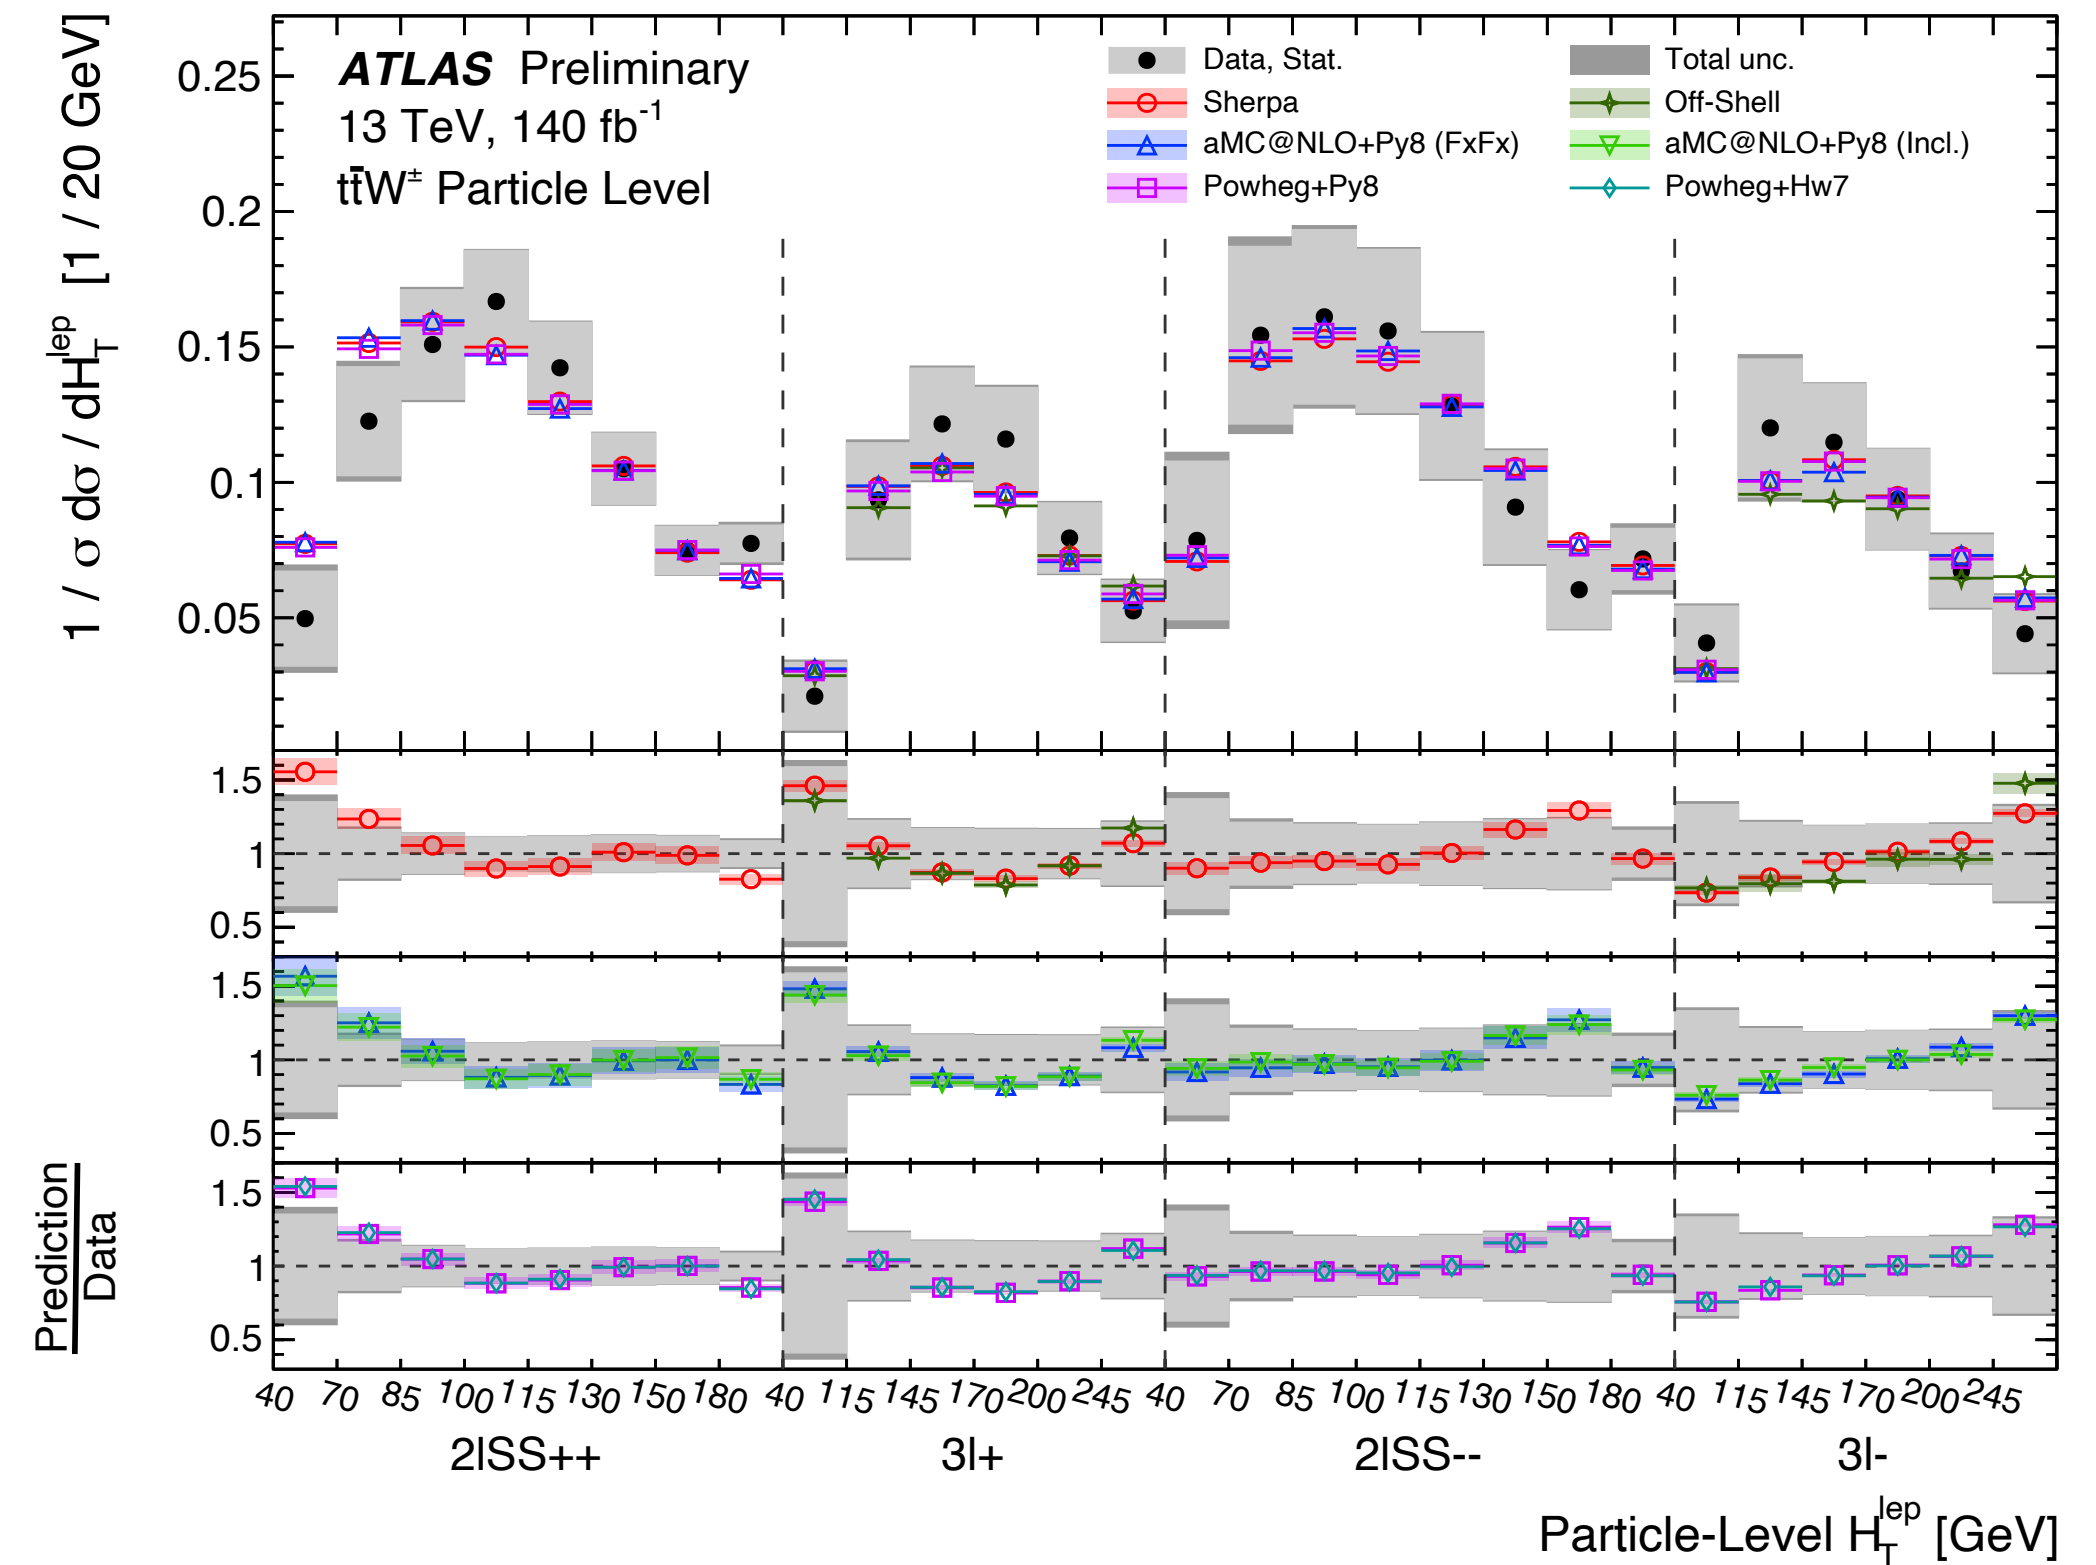 ATLAS Preliminary
13 TeV, 140 fb-1
tt̄W± Particle Level
Data, Stat.
Total unc.
Sherpa
Off-Shell
aMC@NLO+Py8 (FxFx)
aMC@NLO+Py8 (Incl.)
Powheg+Py8
Powheg+Hw7
1 / σ dσ / dH_T^lep [1 / 20 GeV]
0.25
0.2
0.15
0.1
0.05
1.5
1
0.5
1.5
1
0.5
1.5
1
0.5
Prediction
Data
40 70 85 100 115 130 150 180 40 115 145 170 200 245 40 70 85 100 115 130 150 180 40 115 145 170 200 245
2lSS++ 3l+ 2lSS-- 3l-
Particle-Level H_T^lep [GeV]